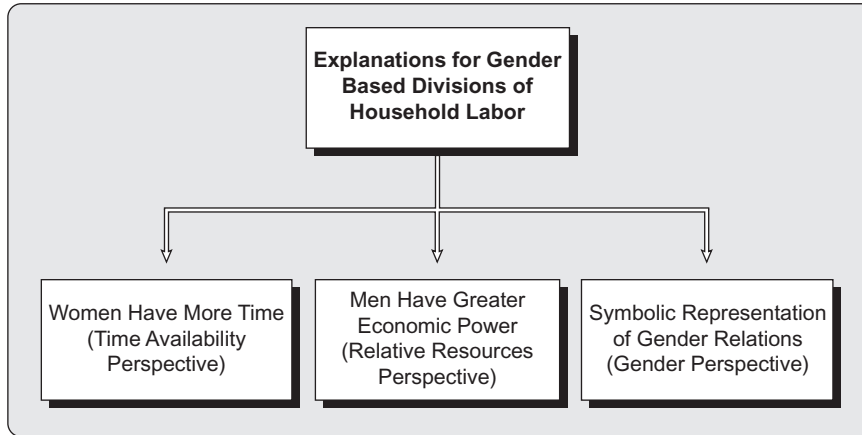 Explanations for Gender
Based Divisions of
Household Labor
Women Have More Time
(Time Availability
Perspective)
Men Have Greater
Economic Power
(Relative Resources
Perspective)
Symbolic Representation
of Gender Relations
(Gender Perspective)